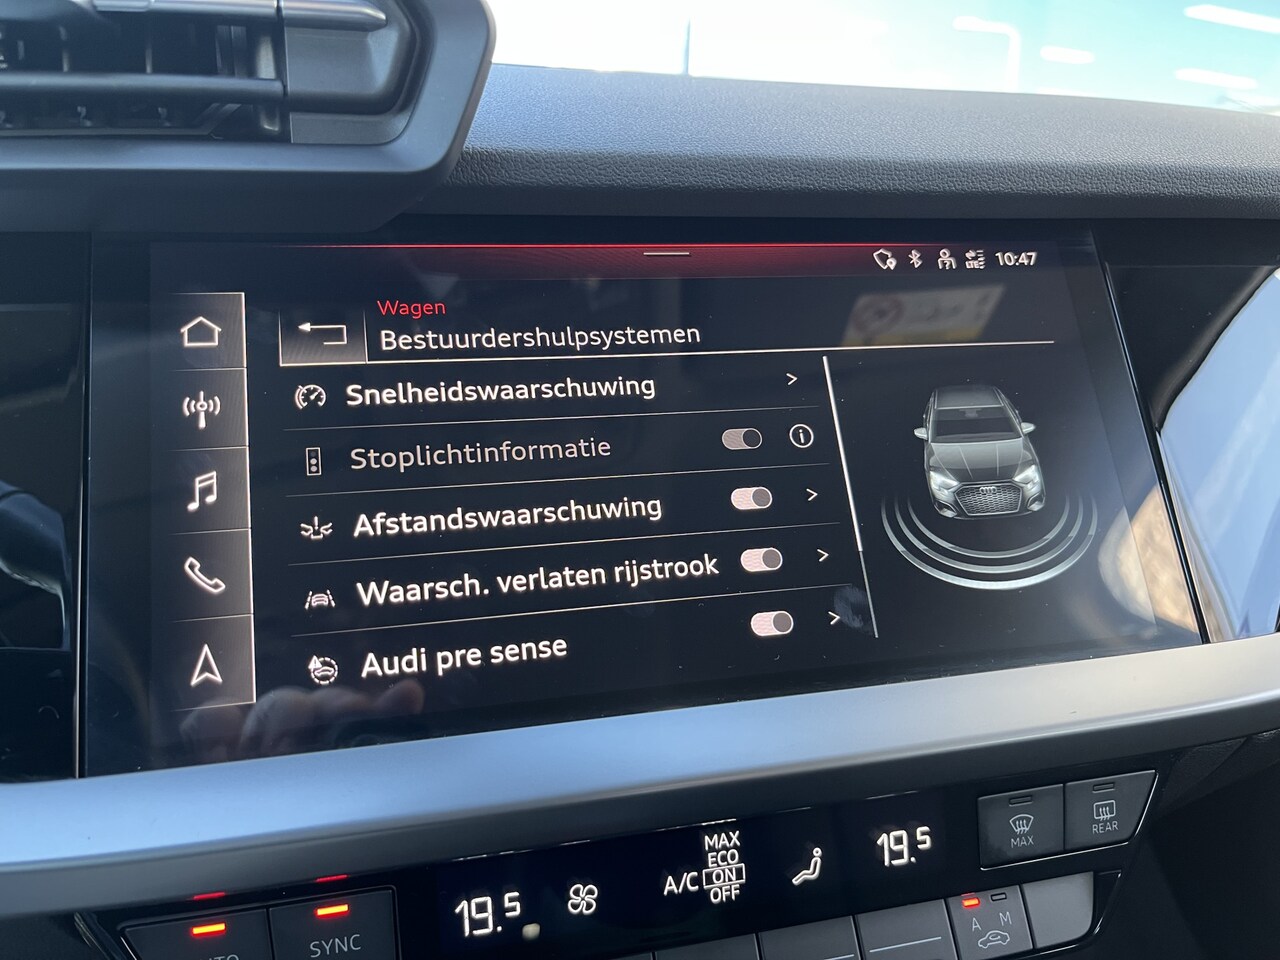 10:47
LTE
Wagen
Bestuurdershulpsystemen
Snelheidswaarschuwing
Stoplichtinformatie
Afstandswaarschuwing
Waarsch. verlaten rijstrook
Audi pre sense
MAX
REAR
MAX
ECO
A/C ON
OFF
19.5
19.5
SYNC
A M